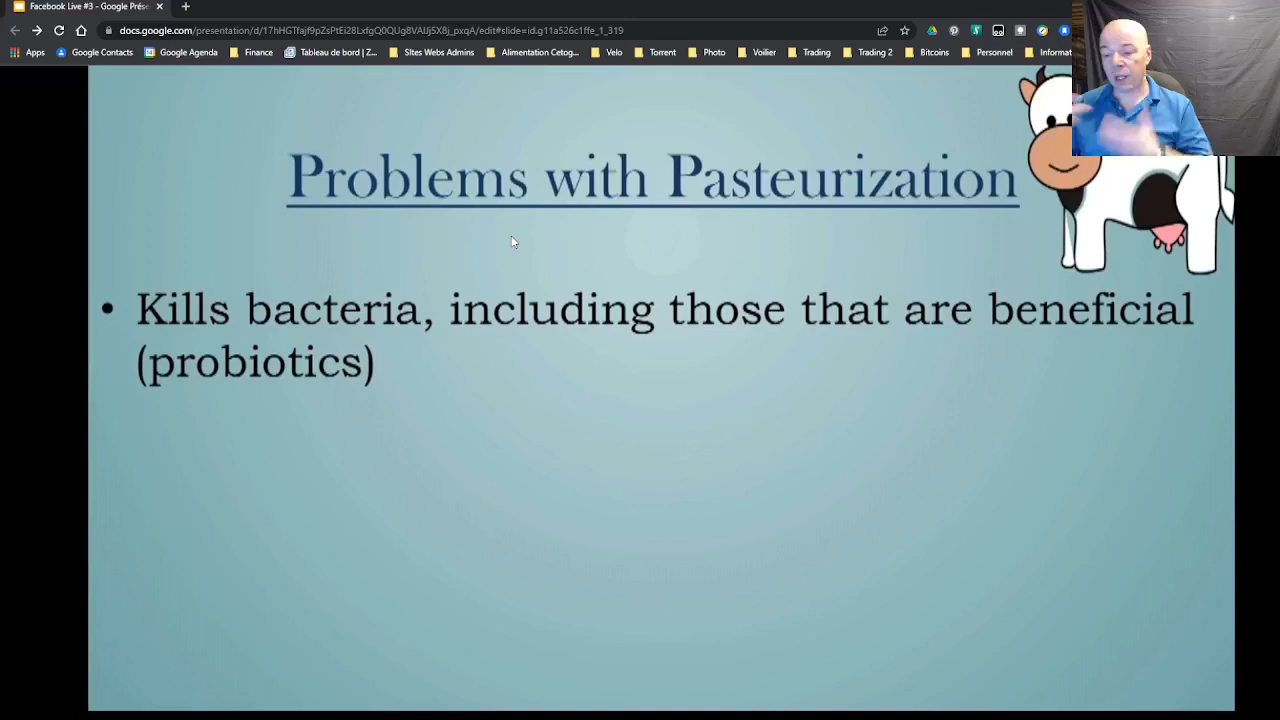 Facebook Live #3 - Google Prése
docs.google.com/presentation/d/17hHGTfajf9pZsPtEi28LxdgQ0QUg8VAUj5X8j_pxqA/edit#slide=id.g11a526c1ffe_1_319
Apps Google Contacts Google Agenda Finance Tableau de bord | Z... SItes Webs Admins Alimentation Cetog... Velo Torrent Photo Voilier Trading Trading 2 Bitcoins Personnel Informat
Problems with Pasteurization
• Kills bacteria, including those that are beneficial
(probiotics)